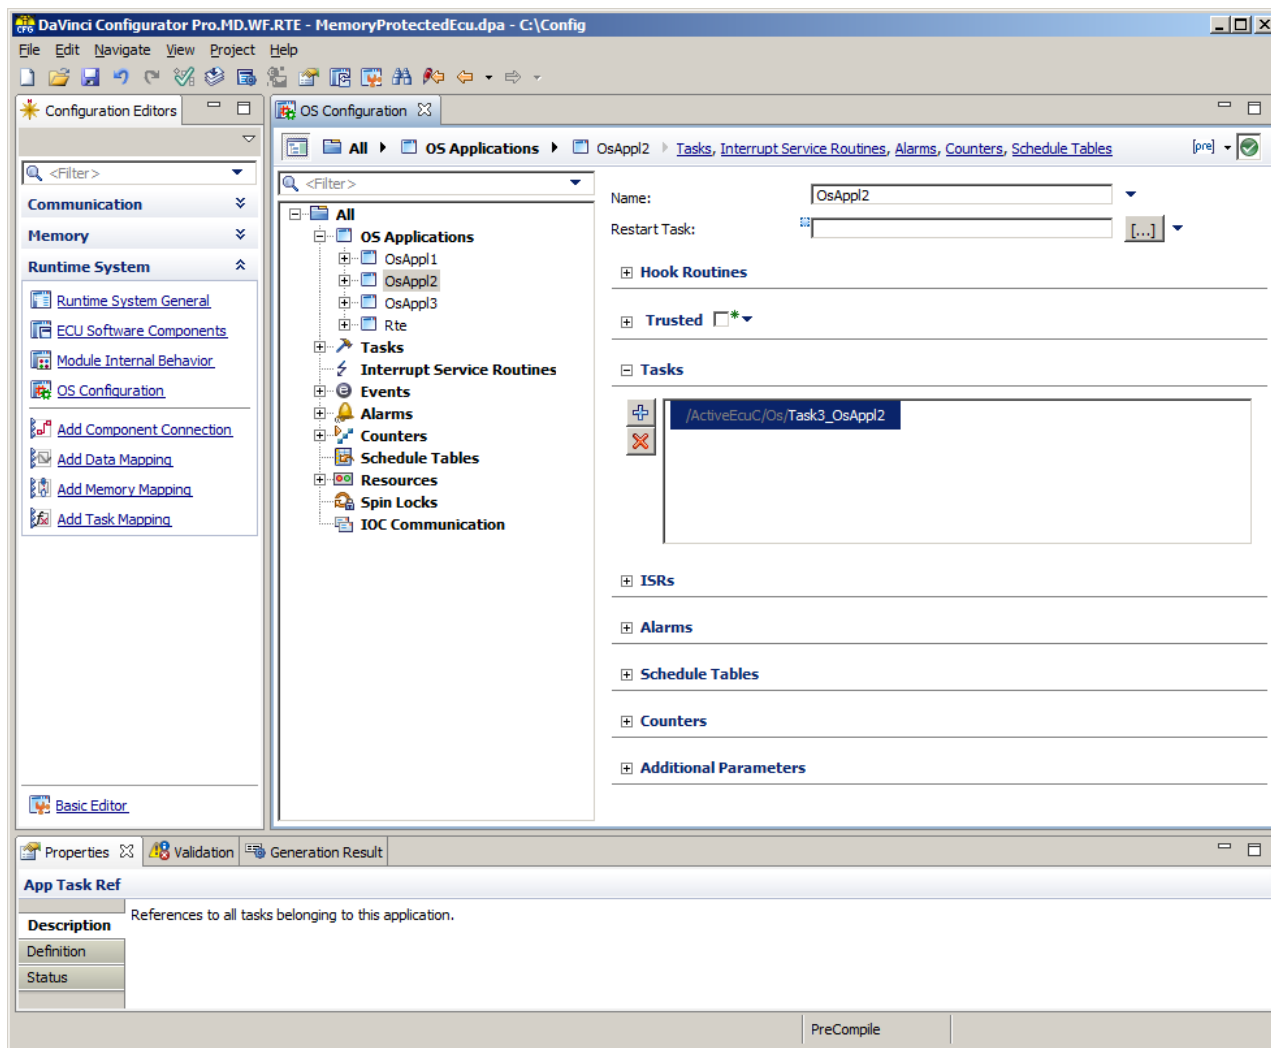 DaVinci Configurator Pro.MD.WF.RTE - MemoryProtectedEcu.dpa - C:\Config
File Edit Navigate View Project Help
Configuration Editors
<Filter>
Communication
Memory
Runtime System
Runtime System General
ECU Software Components
Module Internal Behavior
OS Configuration
Add Component Connection
Add Data Mapping
Add Memory Mapping
Add Task Mapping
Basic Editor
OS Configuration
All OS Applications OsAppl2 Tasks, Interrupt Service Routines, Alarms, Counters, Schedule Tables [pre]
<Filter>
All
OS Applications
OsAppl1
OsAppl2
OsAppl3
Rte
Tasks
Interrupt Service Routines
Events
Alarms
Counters
Schedule Tables
Resources
Spin Locks
IOC Communication
Name: OsAppl2
Restart Task: [...]
Hook Routines
Trusted *
Tasks
/ActiveEcuC/Os/Task3_OsAppl2
ISRs
Alarms
Schedule Tables
Counters
Additional Parameters
Properties Validation Generation Result
App Task Ref
Description
Definition
Status
References to all tasks belonging to this application.
PreCompile